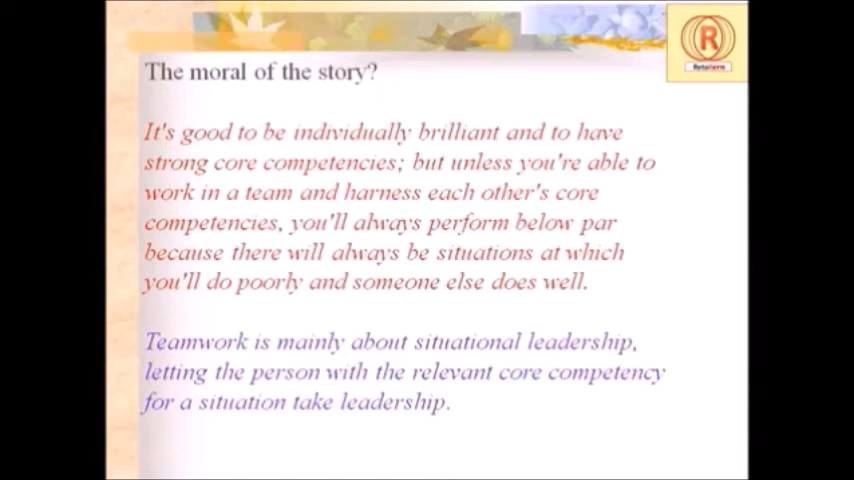 R
The moral of the story?
It's good to be individually brilliant and to have
strong core competencies; but unless you're able to
work in a team and harness each other's core
competencies, you'll always perform below par
because there will always be situations at which
you'll do poorly and someone else does well.
Teamwork is mainly about situational leadership,
letting the person with the relevant core competency
for a situation take leadership.